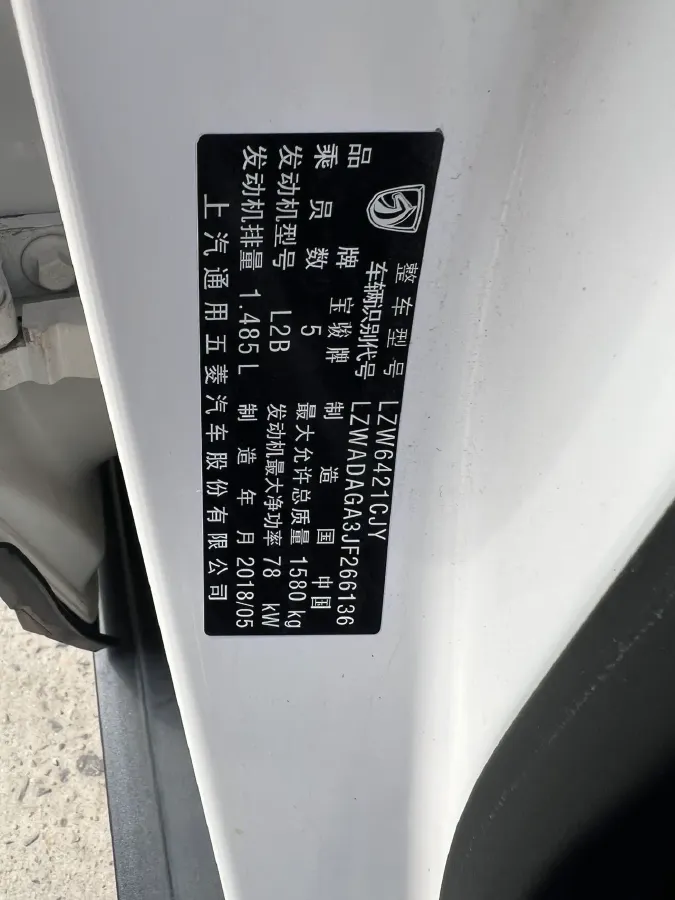 整车型号 LZW6421CJY
车辆识别代号 LZWADAGA3JF266136
品牌 宝骏牌 制造国 中国
乘员数 5 最大允许总质量 1580 kg
发动机型号 L2B 发动机最大净功率 78 kW
发动机排量 1.485L 制造年月 2018/05
上汽通用五菱汽车股份有限公司